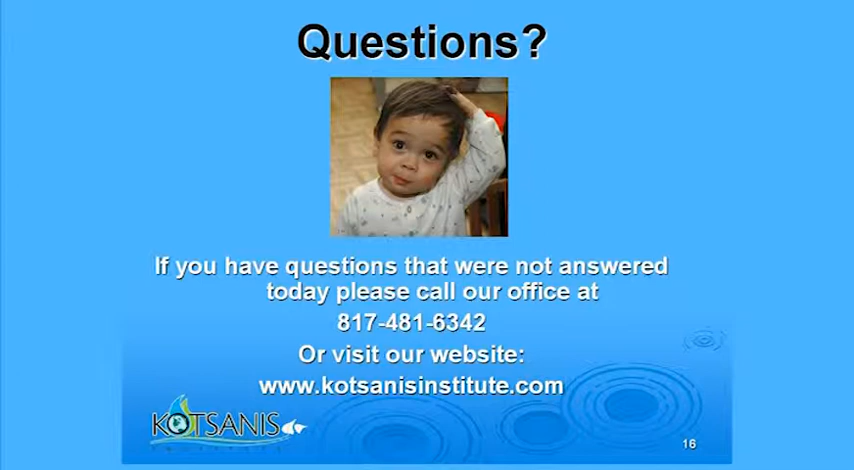 Questions?
If you have questions that were not answered
today please call our office at
817-481-6342
Or visit our website:
www.kotsanisinstitute.com
KOTSANIS
16